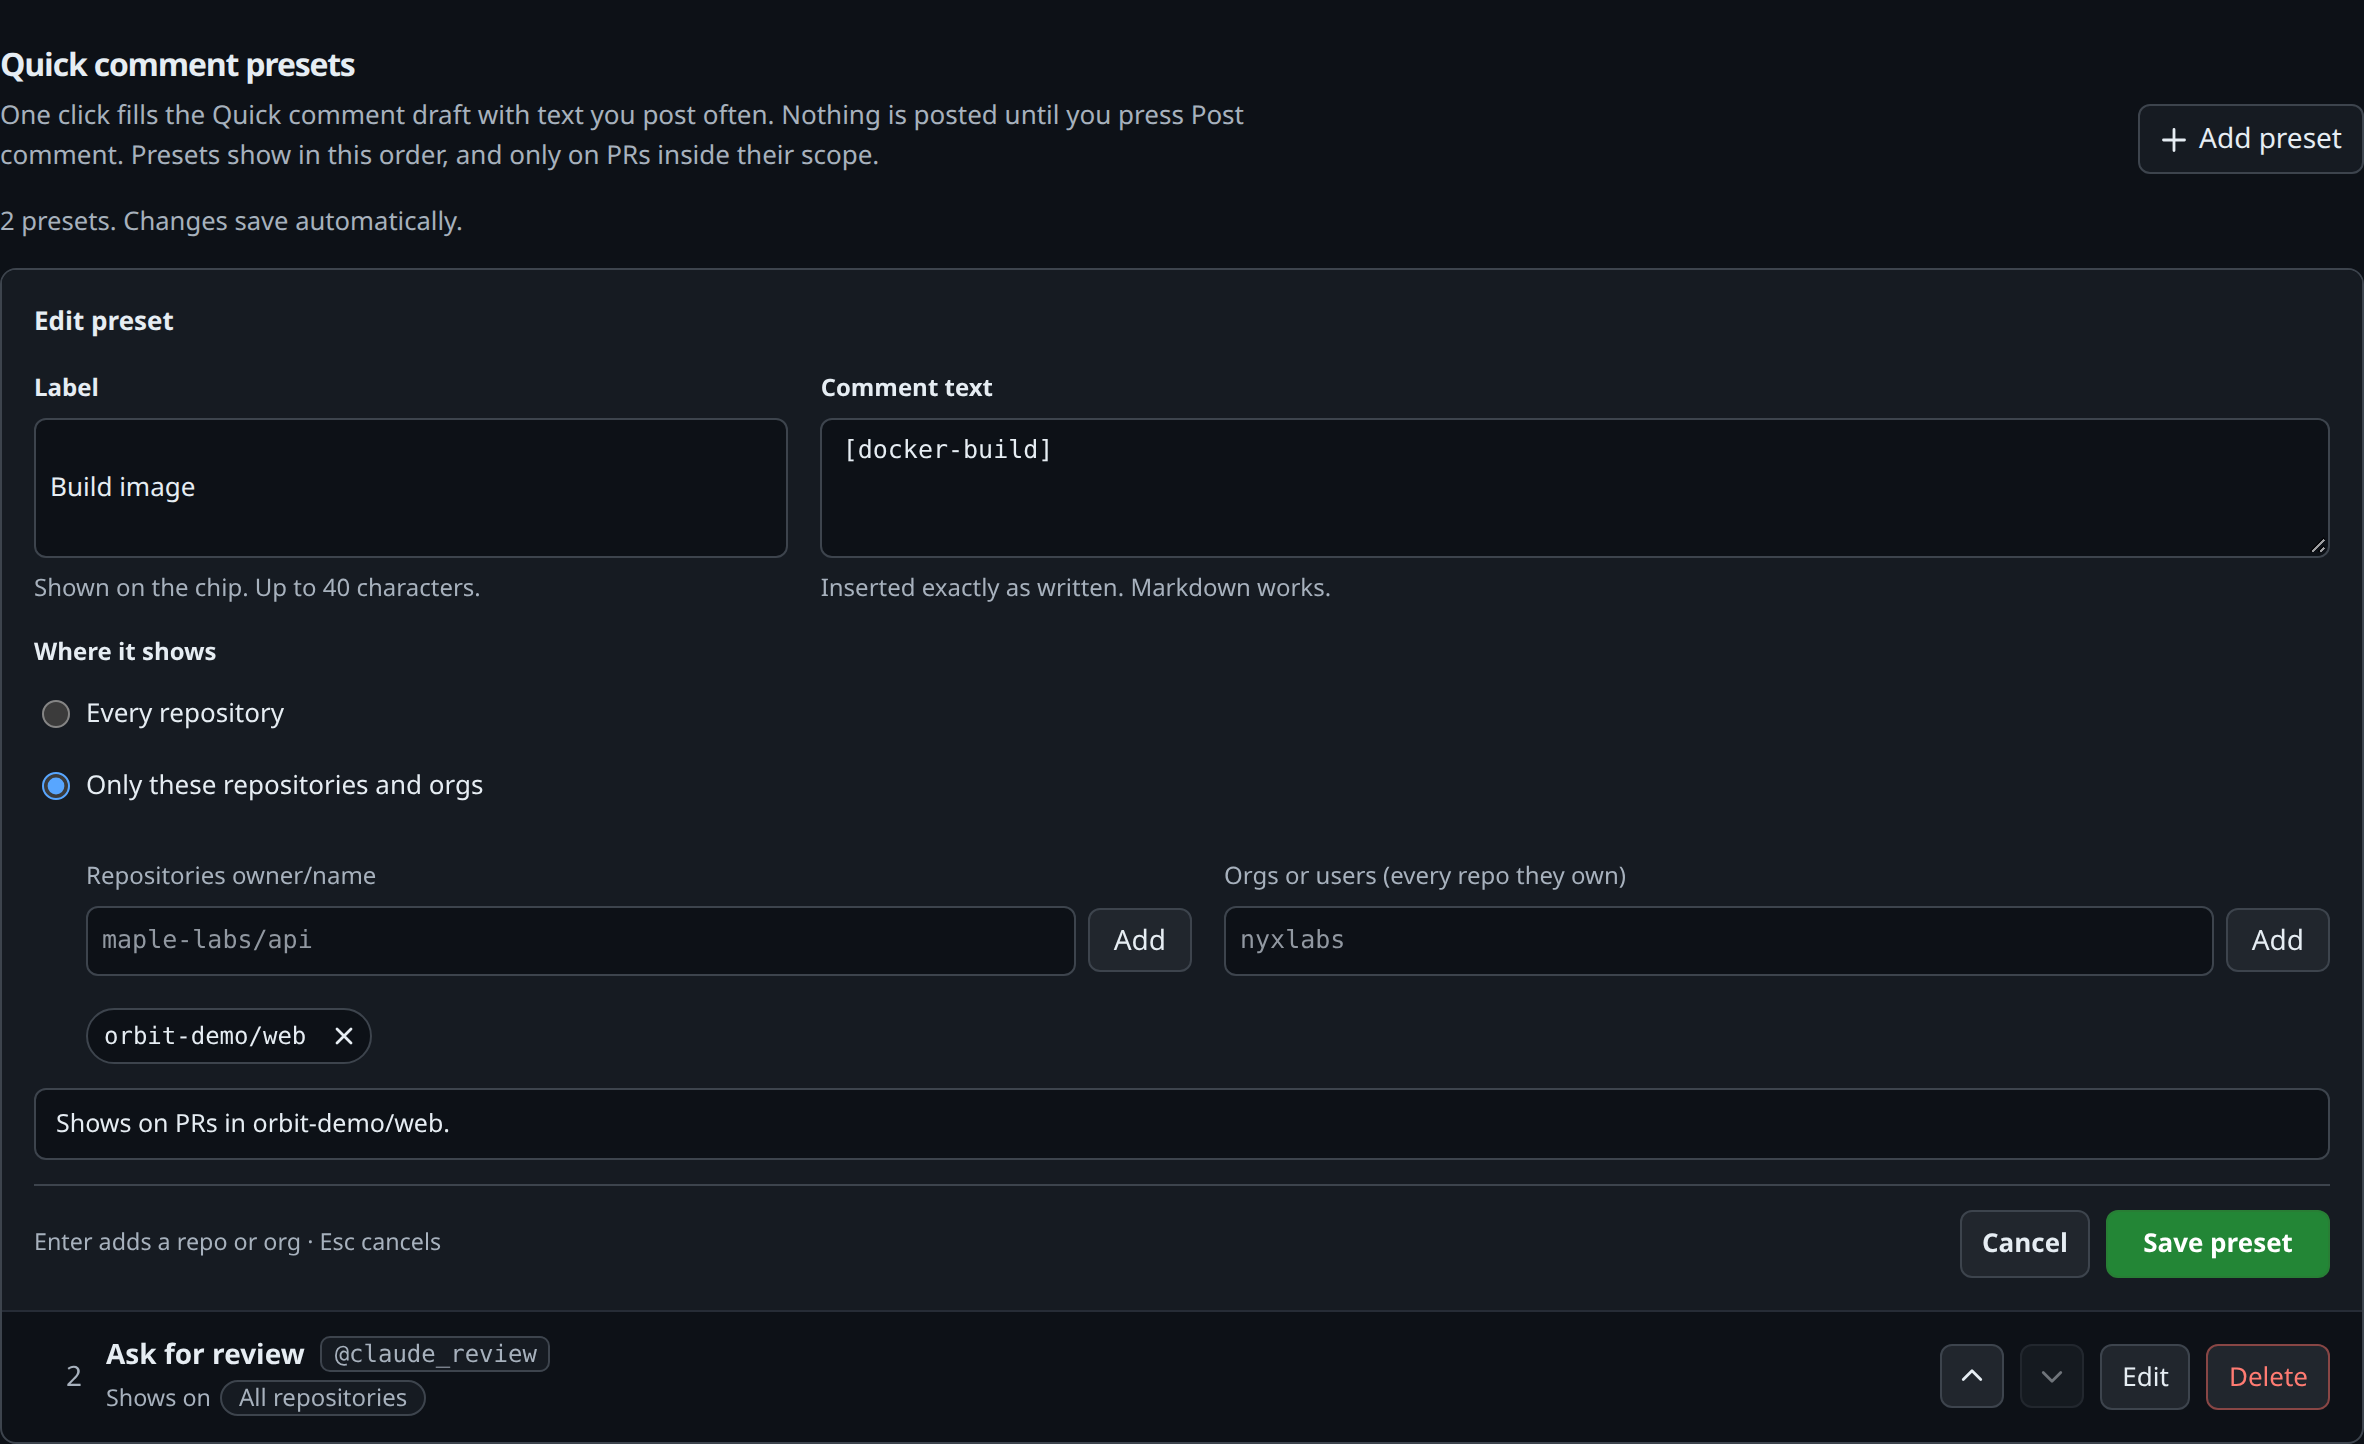 Quick comment presets
One click fills the Quick comment draft with text you post often. Nothing is posted until you press Post
comment. Presets show in this order, and only on PRs inside their scope.
Add preset
2 presets. Changes save automatically.
Edit preset
Label
Comment text
Build image
[docker-build]
Shown on the chip. Up to 40 characters.
Inserted exactly as written. Markdown works.
Where it shows
Every repository
Only these repositories and orgs
Repositories owner/name
Orgs or users (every repo they own)
maple-labs/api
Add
nyxlabs
Add
orbit-demo/web
Shows on PRs in orbit-demo/web.
Enter adds a repo or org · Esc cancels
Cancel
Save preset
2
Ask for review
@claude_review
Shows on
All repositories
Edit
Delete